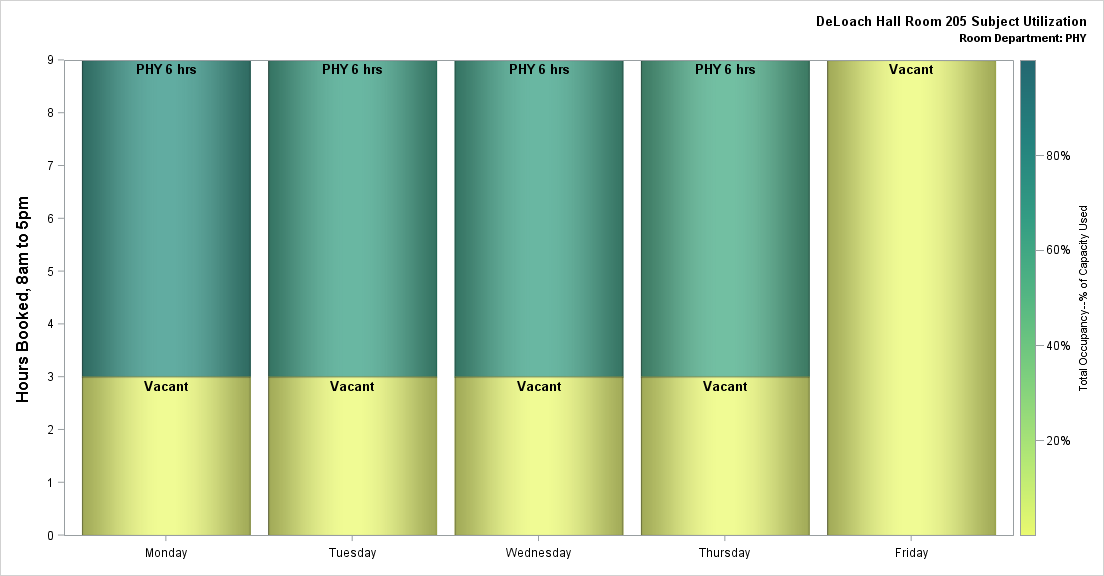 DeLoach Hall Room 205 Subject Utilization
Room Department: PHY
Hours Booked, 8am to 5pm
9
8
7
6
5
4
3
2
1
0
PHY 6 hrs
PHY 6 hrs
PHY 6 hrs
PHY 6 hrs
Vacant
Vacant
Vacant
Vacant
Vacant
Monday
Tuesday
Wednesday
Thursday
Friday
80%
60%
40%
20%
Total Occupancy--% of Capacity Used